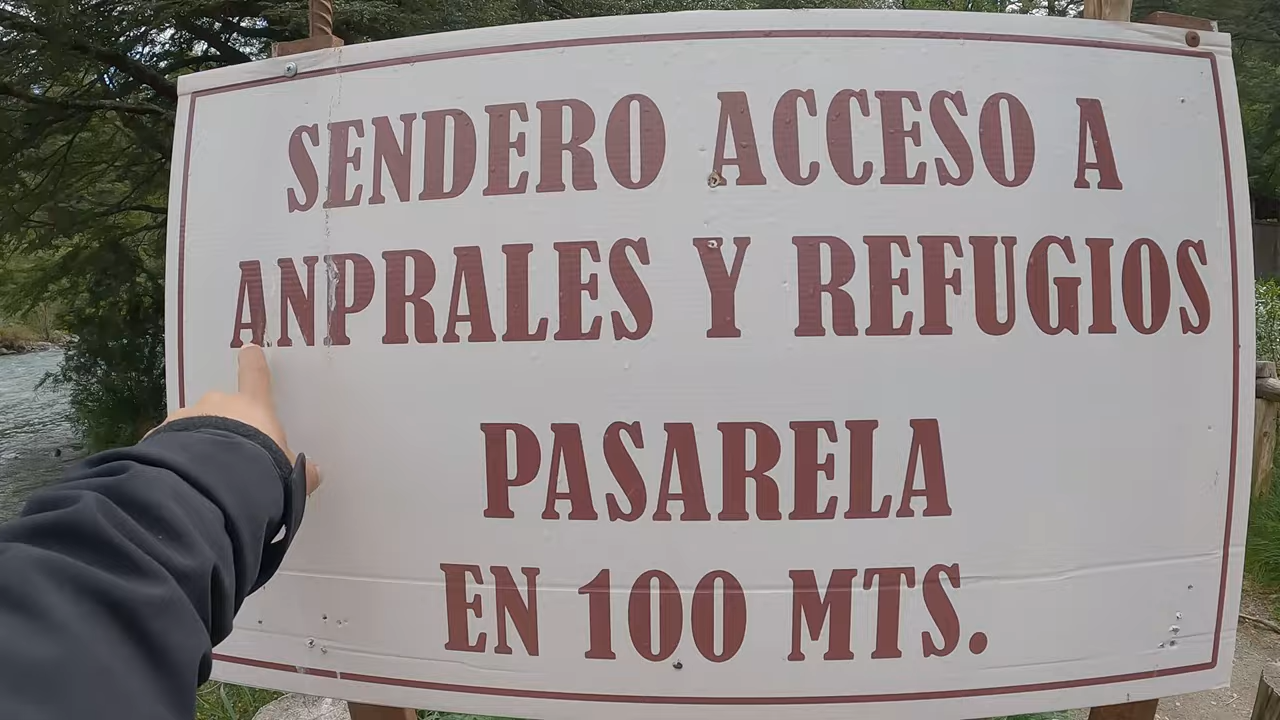 SENDERO ACCESO A
ANPRALES Y REFUGIOS
PASARELA
EN 100 MTS.